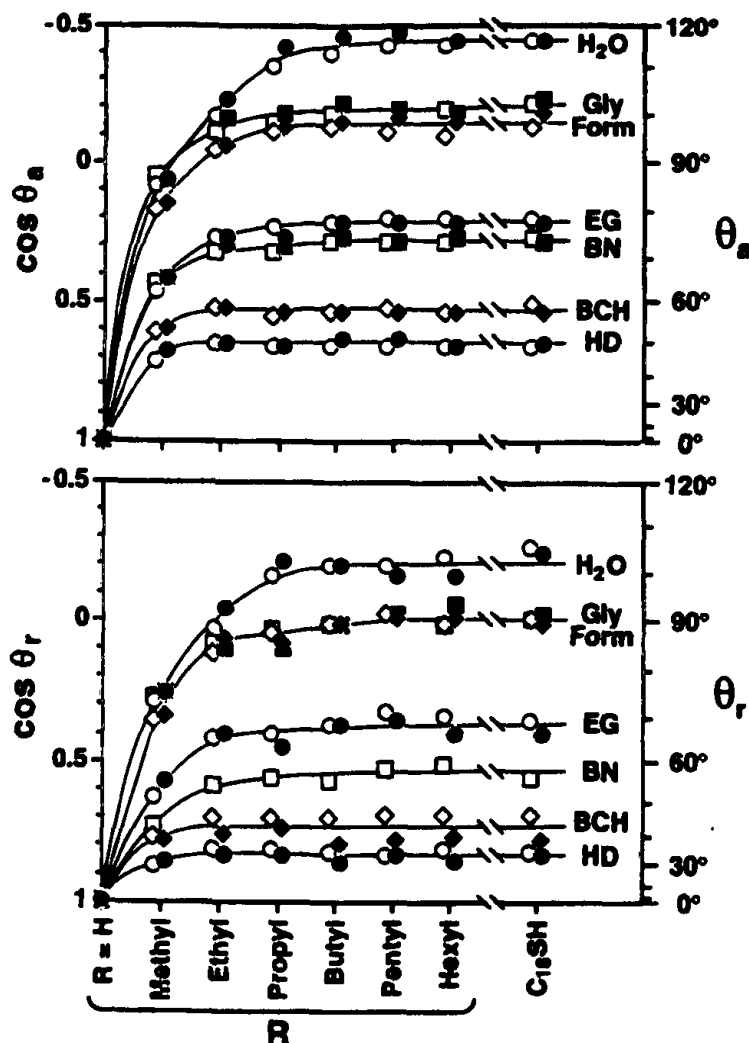 -0.5
120°
H₂O
Gly
Form
0
90°
cos θa
θa
EG
BN
0.5
60°
BCH
HD
30°
1
0°
-0.5
120°
H₂O
0
Gly
90°
Form
cos θr
θr
EG
0.5
60°
BN
BCH
HD
30°
1
0°
R = H
Methyl
Ethyl
Propyl
Butyl
Pentyl
Hexyl
C₁₈SH
R